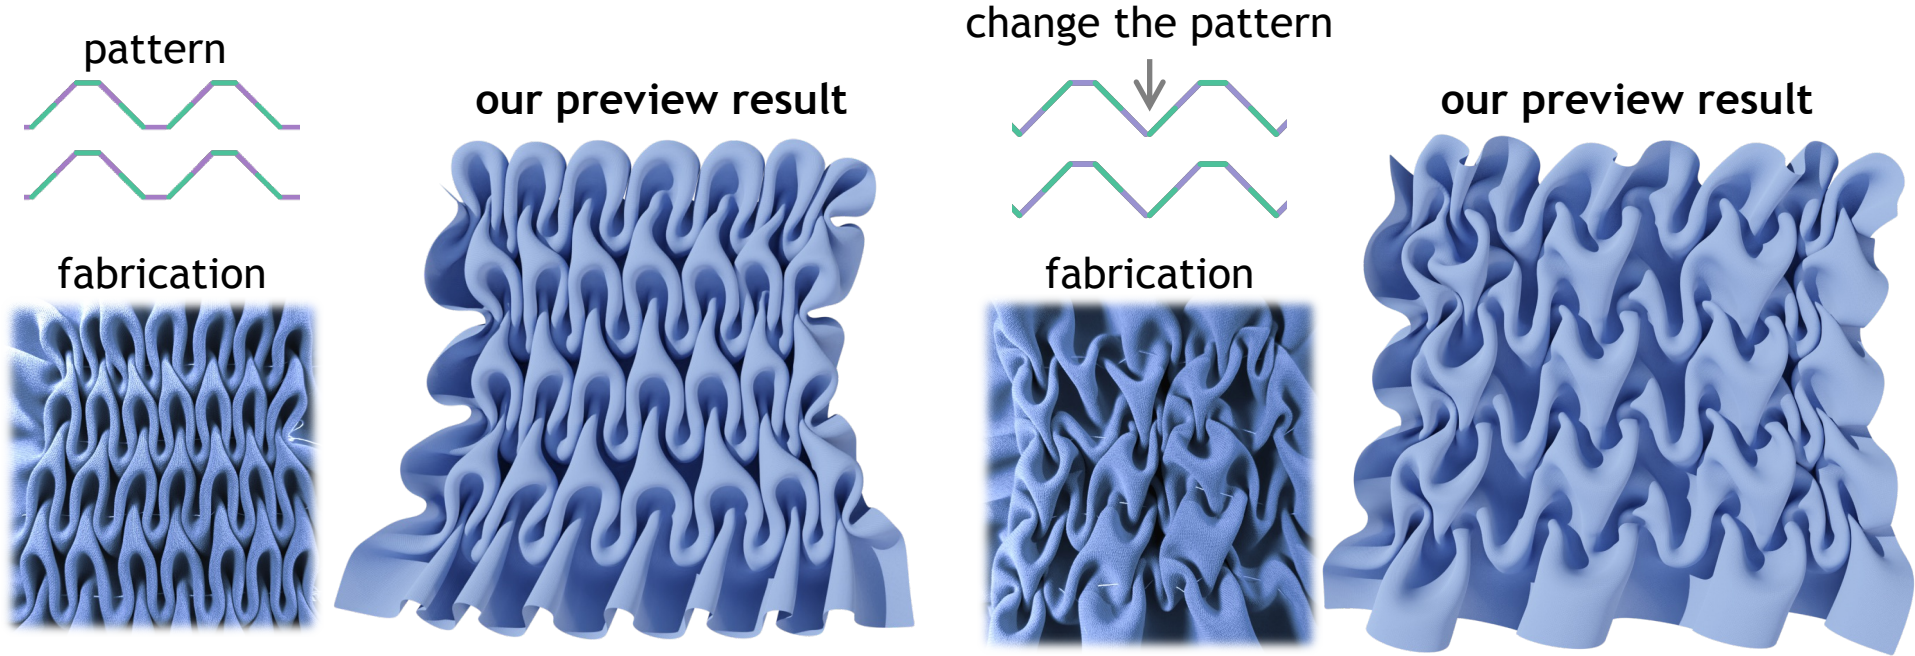 pattern
our preview result
fabrication
change the pattern
our preview result
fabrication